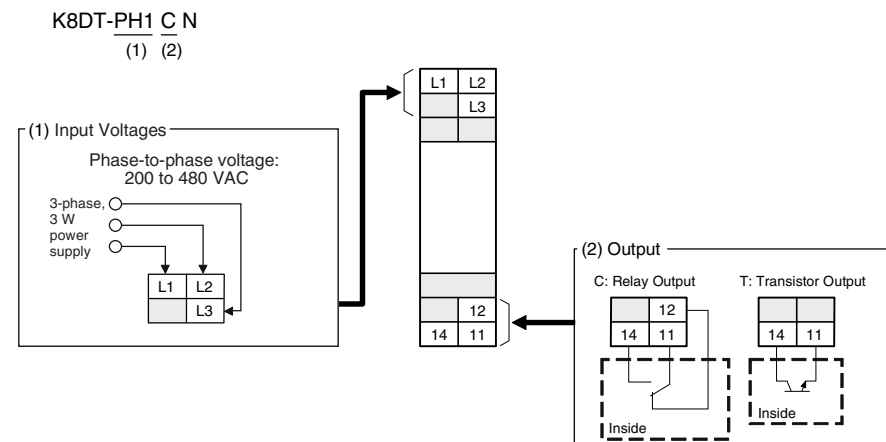 K8DT-PH1 C N
(1) (2)
L1 L2
L3
(1) Input Voltages
Phase-to-phase voltage:
200 to 480 VAC
3-phase,
3 W
power
supply
L1 L2
L3
12
14 11
(2) Output
C: Relay Output
T: Transistor Output
12
14 11
14 11
Inside
Inside